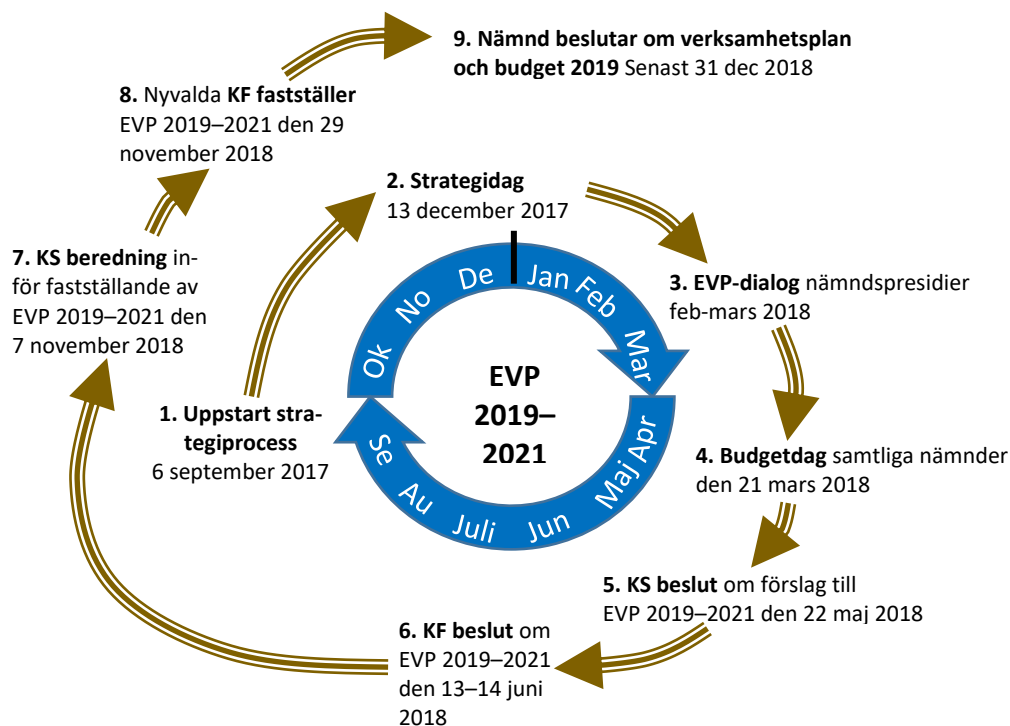 9. Nämnd beslutar om verksamhetsplan
och budget 2019 Senast 31 dec 2018
8. Nyvalda KF fastställer
EVP 2019–2021 den 29
november 2018
2. Strategidag
13 december 2017
7. KS beredning in-
för fastställande av
EVP 2019–2021 den
7 november 2018
3. EVP-dialog nämndspresidier
feb-mars 2018
1. Uppstart stra-
tegiprocess
6 september 2017
4. Budgetdag samtliga nämnder
den 21 mars 2018
5. KS beslut om förslag till
EVP 2019–2021 den 22 maj 2018
6. KF beslut om
EVP 2019–2021
den 13–14 juni
2018
EVP
2019–
2021
Jan
Feb
Mar
Apr
Maj
Jun
Juli
Au
Se
Ok
No
De